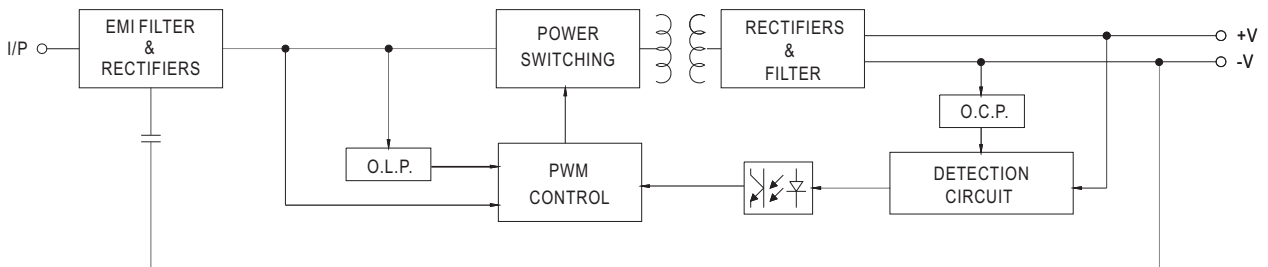 I/P
EMI FILTER
&
RECTIFIERS
POWER
SWITCHING
RECTIFIERS
&
FILTER
+V
-V
O.C.P.
O.L.P.
PWM
CONTROL
DETECTION
CIRCUIT